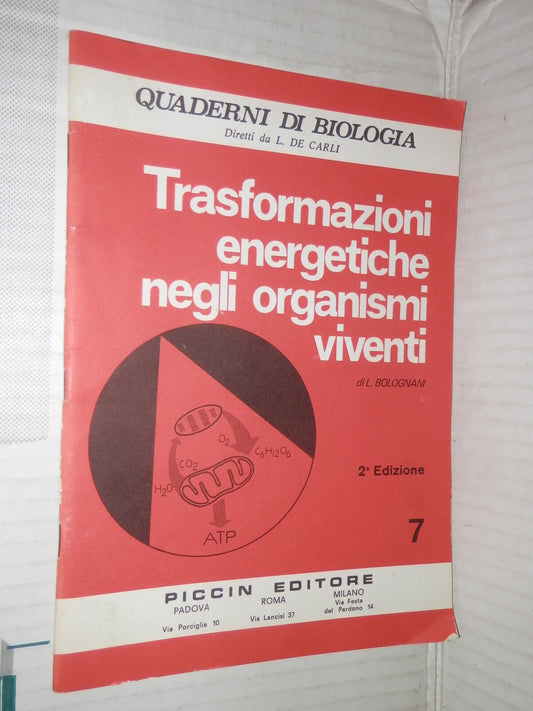 QUADERNI DI BIOLOGIA
Diretti da L. DE CARLI
Trasformazioni
energetiche
negli organismi
viventi
di L. BOLOGNANI
O₂
C₆H₁₂O₆
CO₂
H₂O
ATP
2ª Edizione
7
PICCIN EDITORE
PADOVA
Via Porciglia 10
ROMA
Via Lancisi 37
MILANO
Via Festa
del Perdono 14